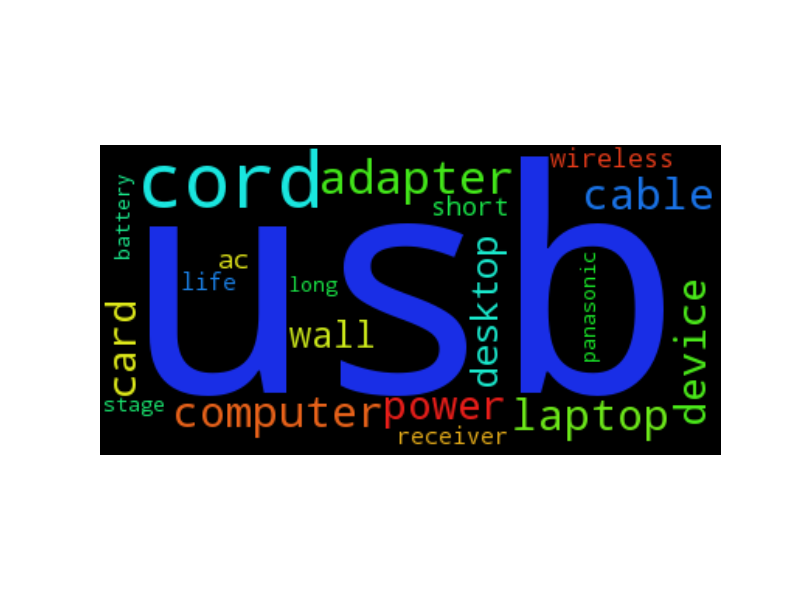 cord
adapter
wireless
cable
short
battery
usb
ac
life
long
wall
desktop
panasonic
device
card
stage
computer
power
laptop
receiver